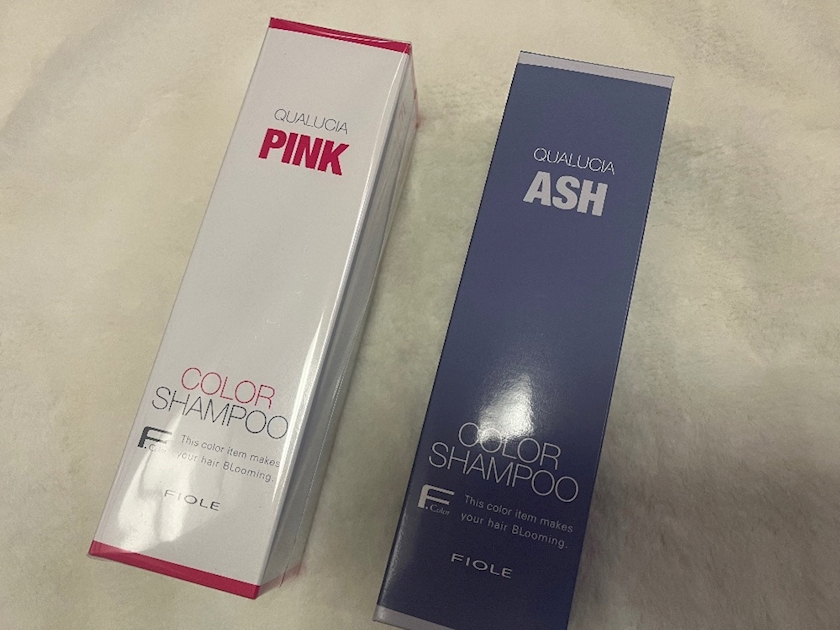 QUALUCIA
PINK
COLOR
SHAMPOO
F.Color
This color item makes
your hair BLooming.
FIOLE
QUALUCIA
ASH
COLOR
SHAMPOO
F.Color
This color item makes
your hair BLooming.
FIOLE